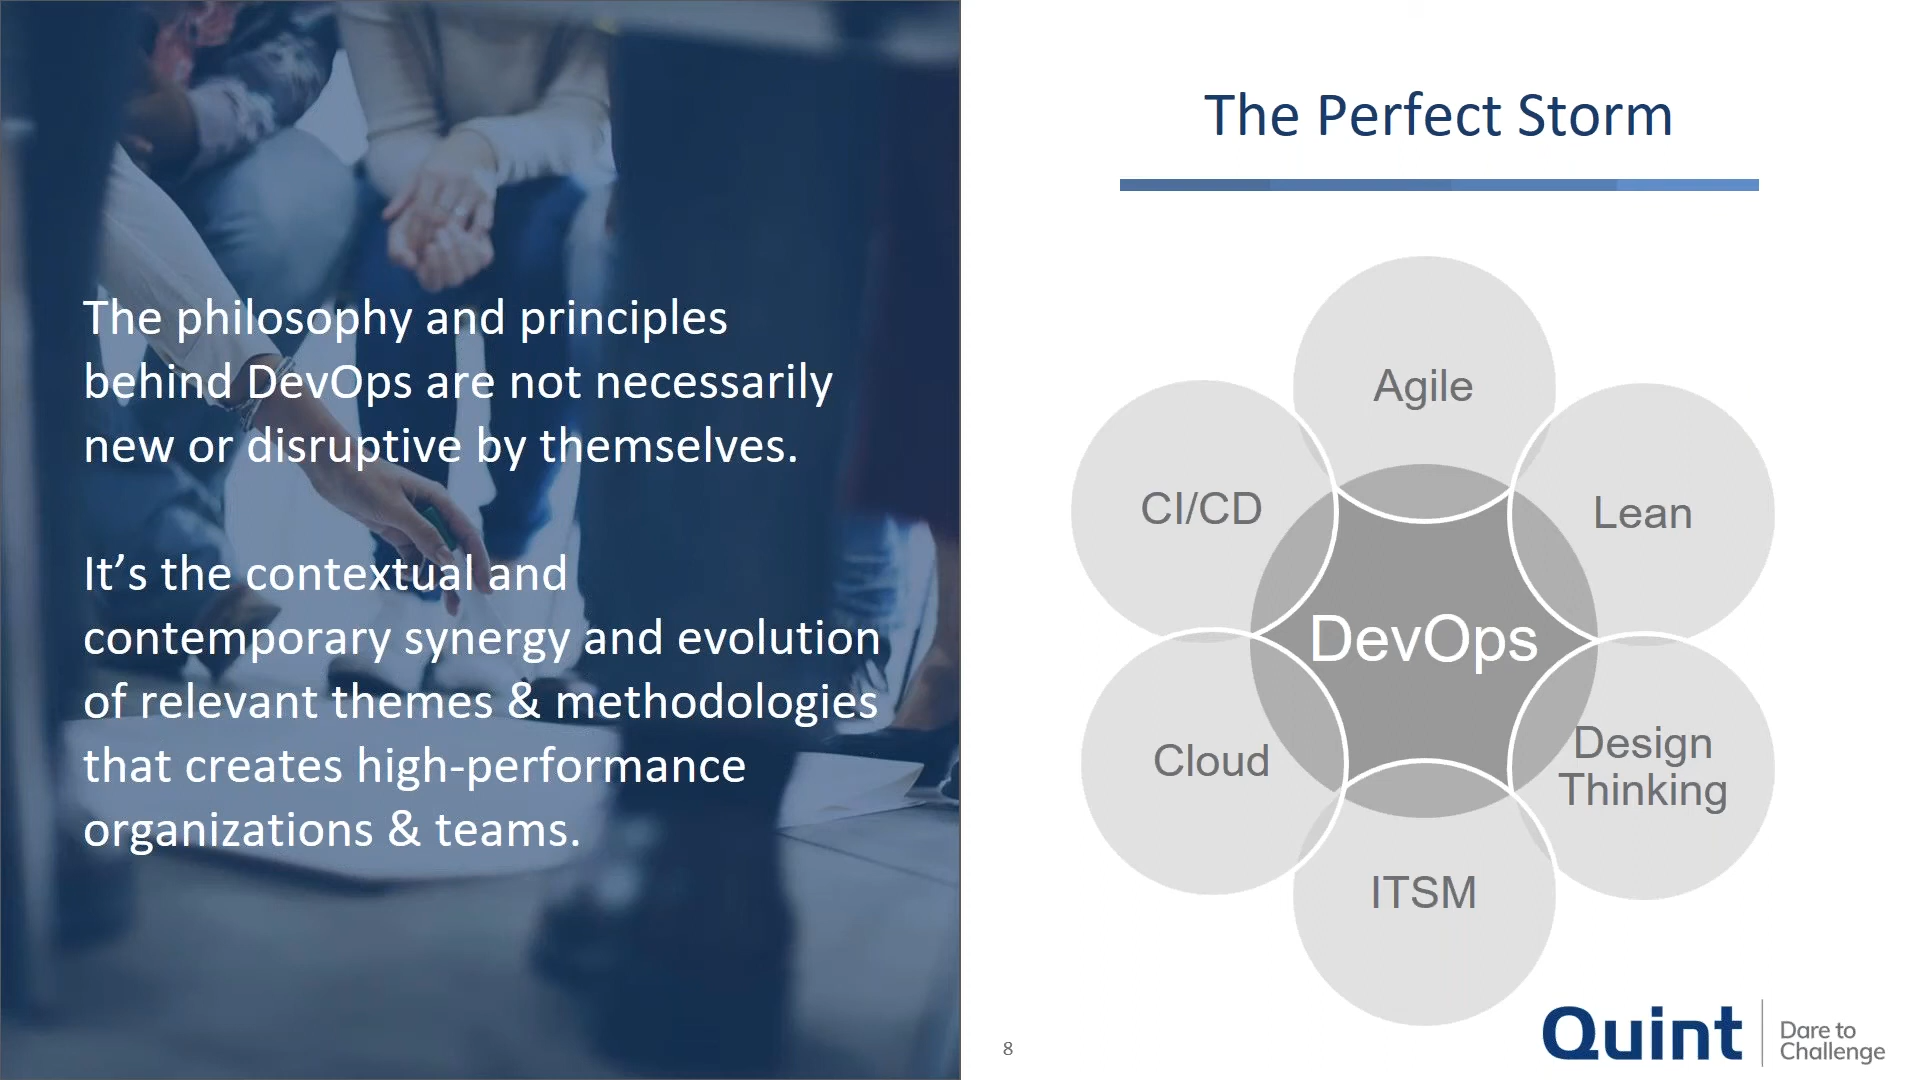 The philosophy and principles
behind DevOps are not necessarily
new or disruptive by themselves.
It’s the contextual and
contemporary synergy and evolution
of relevant themes & methodologies
that creates high-performance
organizations & teams.
The Perfect Storm
Agile
CI/CD
Lean
DevOps
Cloud
Design
Thinking
ITSM
8
Quint
Dare to
Challenge